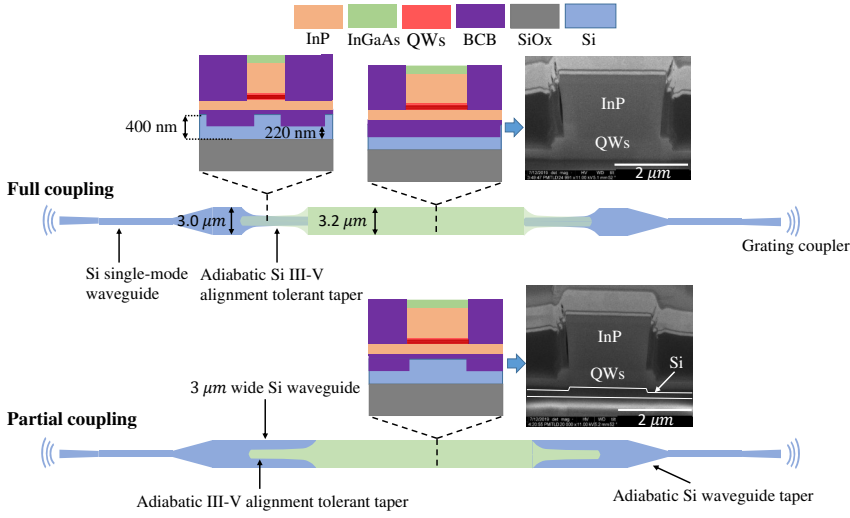 InP InGaAs QWs BCB SiOx Si
400 nm
220 nm
InP
QWs
2 μm
Full coupling
3.0 μm
3.2 μm
Si single-mode
waveguide
Adiabatic Si III-V
alignment tolerant taper
Grating coupler
InP
QWs
Si
2 μm
3 μm wide Si waveguide
Partial coupling
Adiabatic III-V alignment tolerant taper
Adiabatic Si waveguide taper